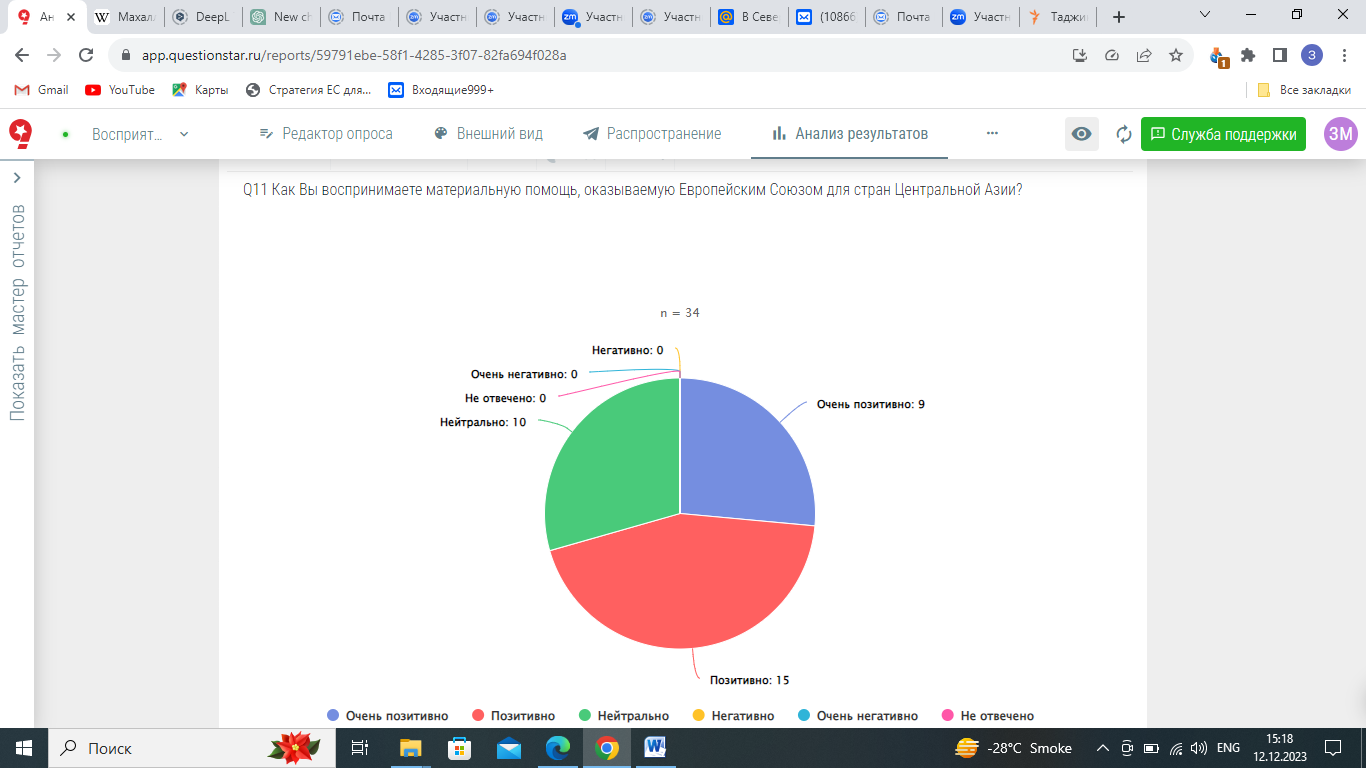 Ан
Махалл
DeepL
New ch
Почта
Участн
Участн
Участн
Участн
В Севе
(1086б
Почта
Участн
Таджи
app.questionstar.ru/reports/59791ebe-58f1-4285-3f07-82fa694f028a
1
З
Gmail
YouTube
Карты
Стратегия ЕС для...
Входящие999+
Все закладки
Восприят...
Редактор опроса
Внешний вид
Распространение
Анализ результатов
Служба поддержки
ЗМ
Показать мастер отчетов
Q11 Как Вы воспринимаете материальную помощь, оказываемую Европейским Союзом для стран Центральной Азии?
n = 34
Негативно: 0
Очень негативно: 0
Не отвечено: 0
Нейтрально: 10
Очень позитивно: 9
Позитивно: 15
Очень позитивно
Позитивно
Нейтрально
Негативно
Очень негативно
Не отвечено
Поиск
-28°C Smoke
ENG
15:18
12.12.2023